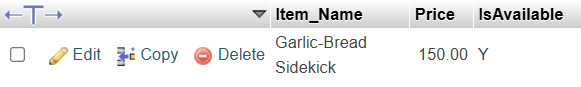 Item_Name Price IsAvailable
Edit Copy Delete Garlic-Bread Sidekick 150.00 Y